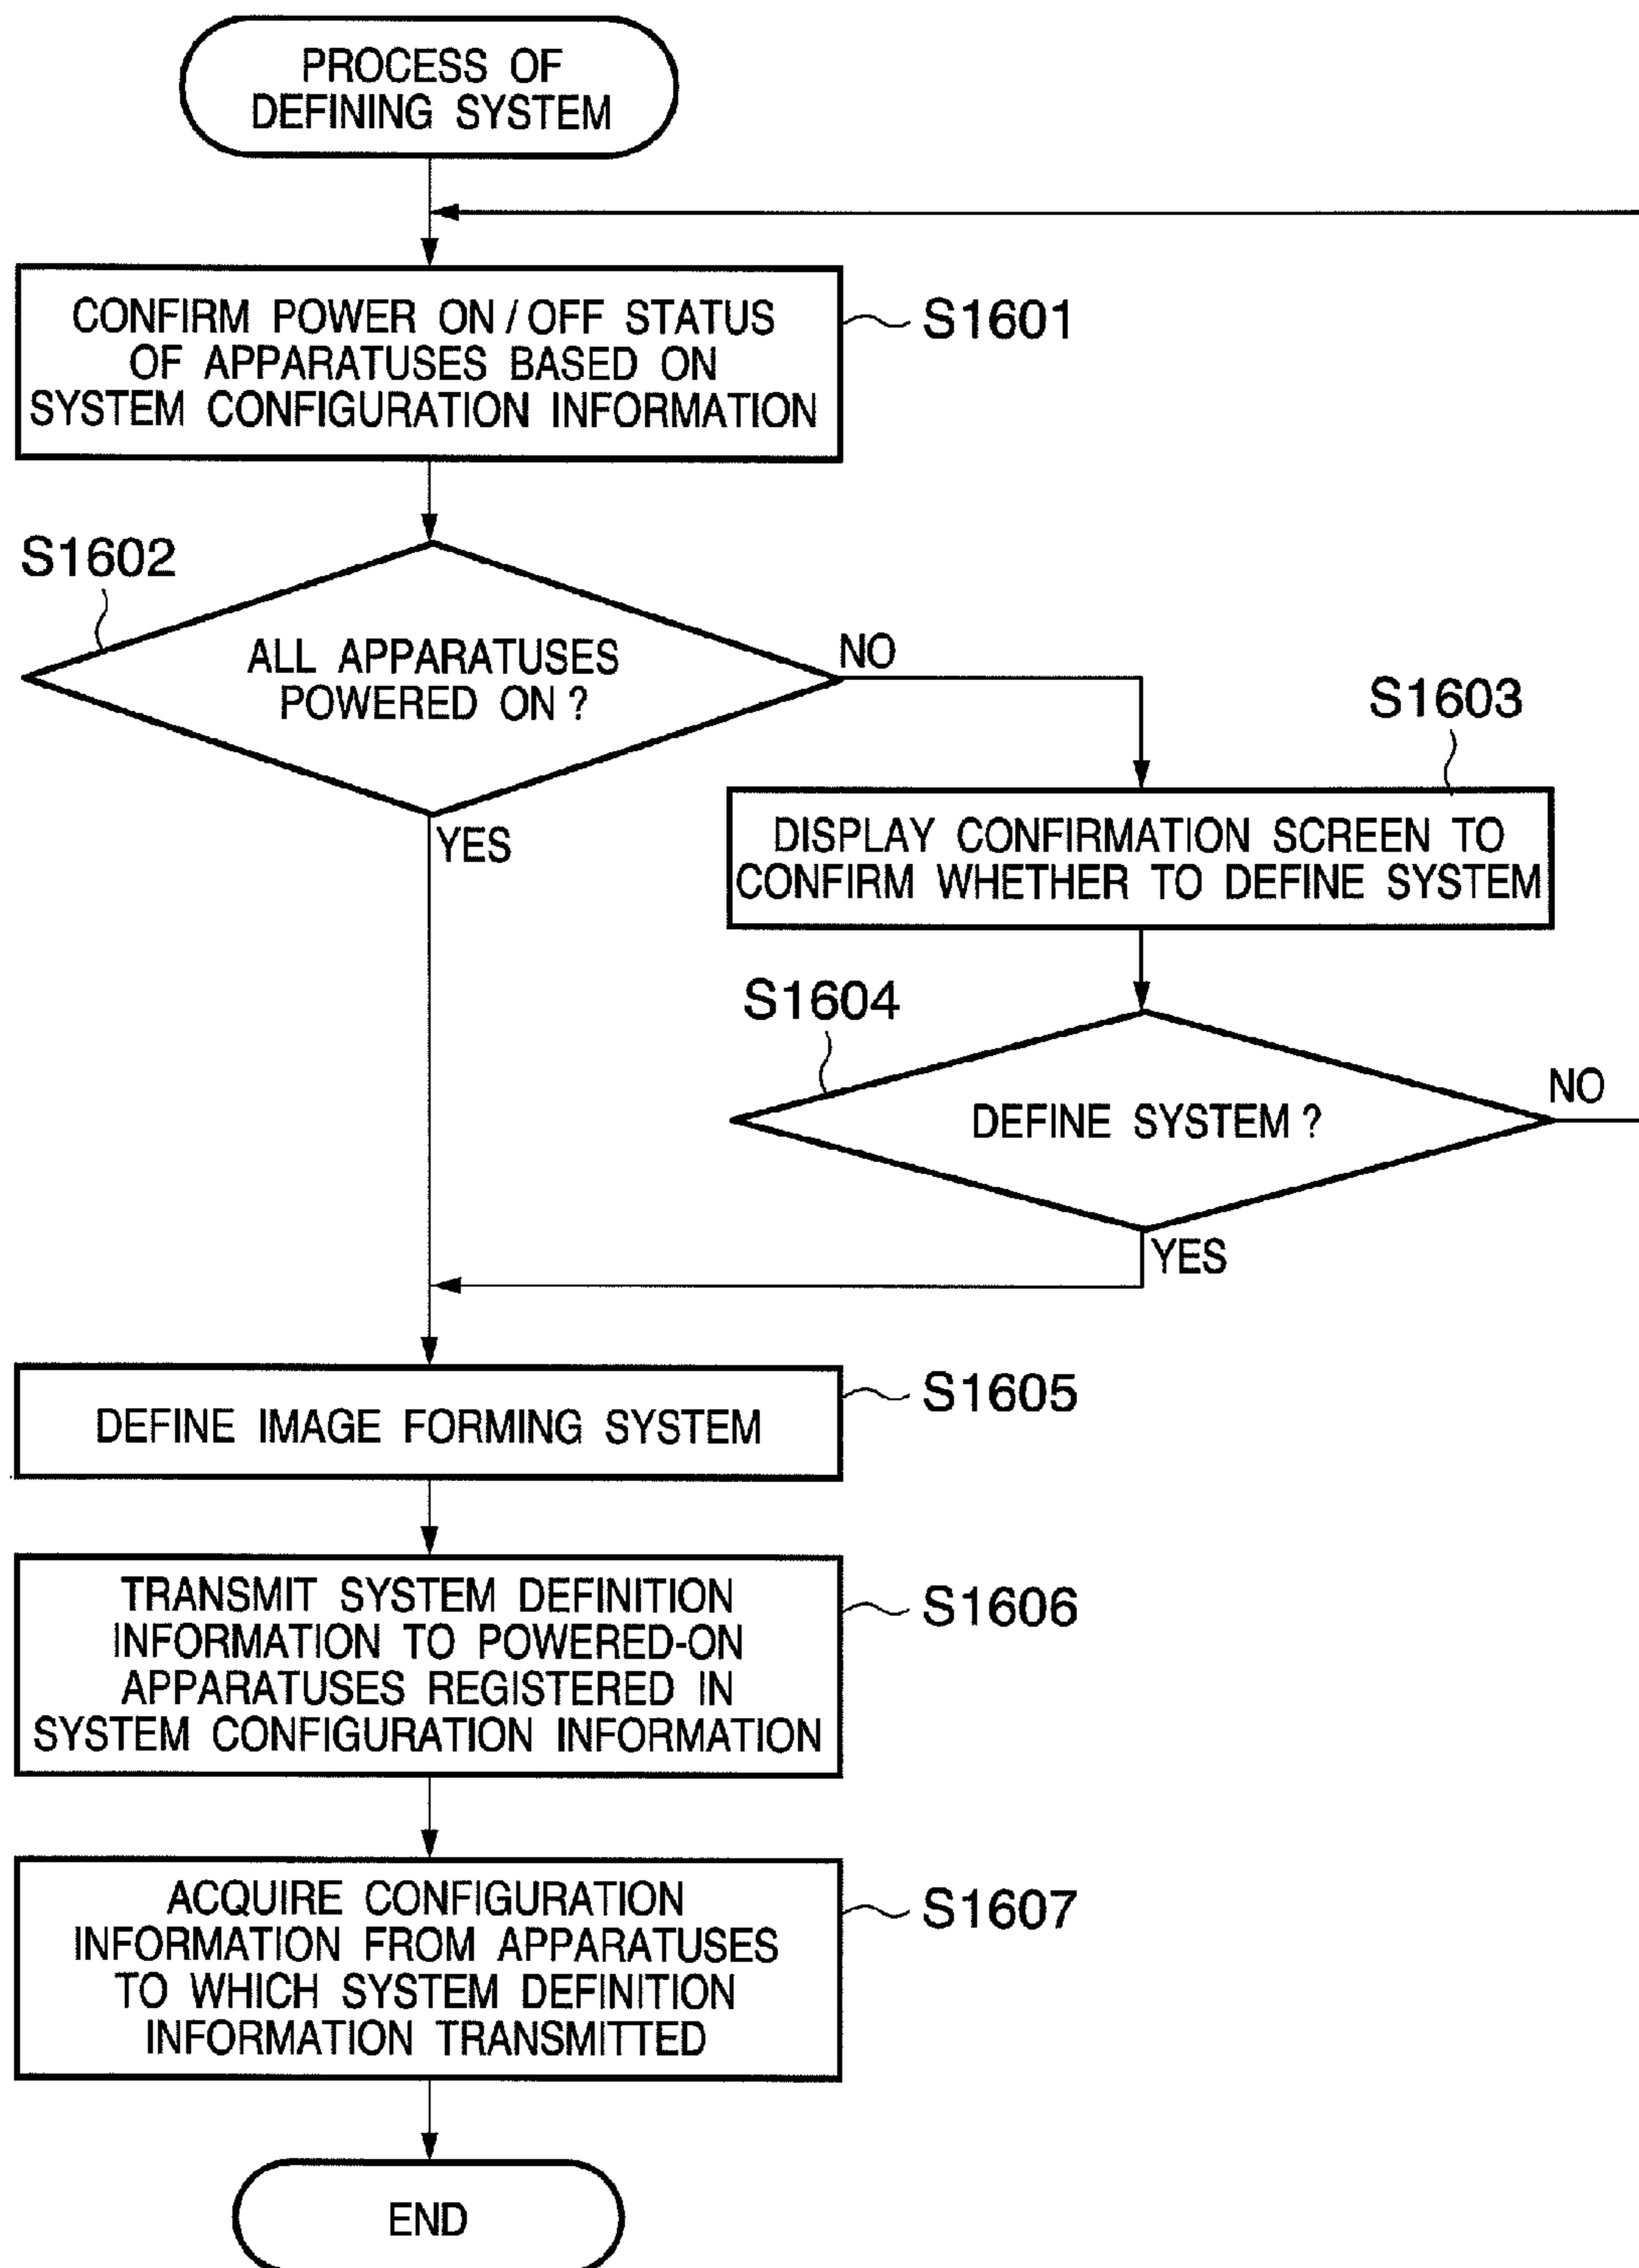 PROCESS OF
DEFINING SYSTEM
CONFIRM POWER ON / OFF STATUS
OF APPARATUSES BASED ON
SYSTEM CONFIGURATION INFORMATION
S1601
S1602
ALL APPARATUSES
POWERED ON ?
NO
YES
S1603
DISPLAY CONFIRMATION SCREEN TO
CONFIRM WHETHER TO DEFINE SYSTEM
S1604
DEFINE SYSTEM ?
NO
YES
DEFINE IMAGE FORMING SYSTEM
S1605
TRANSMIT SYSTEM DEFINITION
INFORMATION TO POWERED-ON
APPARATUSES REGISTERED IN
SYSTEM CONFIGURATION INFORMATION
S1606
ACQUIRE CONFIGURATION
INFORMATION FROM APPARATUSES
TO WHICH SYSTEM DEFINITION
INFORMATION TRANSMITTED
S1607
END